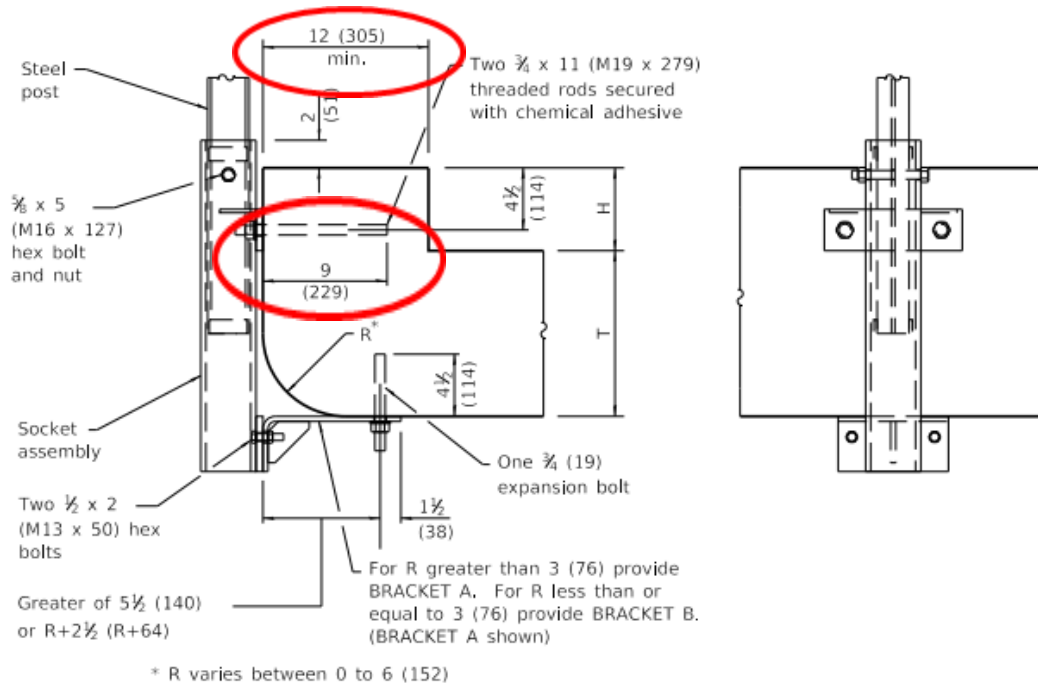 12 (305)
min.
Steel
post
2
(51)
Two ¾ x 11 (M19 x 279)
threaded rods secured
with chemical adhesive
4½
(114)
H
⅝ x 5
(M16 x 127)
hex bolt
and nut
9
(229)
R*
T
4½
(114)
Socket
assembly
One ¾ (19)
expansion bolt
Two ½ x 2
(M13 x 50) hex
bolts
1½
(38)
For R greater than 3 (76) provide
BRACKET A. For R less than or
equal to 3 (76) provide BRACKET B.
(BRACKET A shown)
Greater of 5½ (140)
or R+2½ (R+64)
* R varies between 0 to 6 (152)